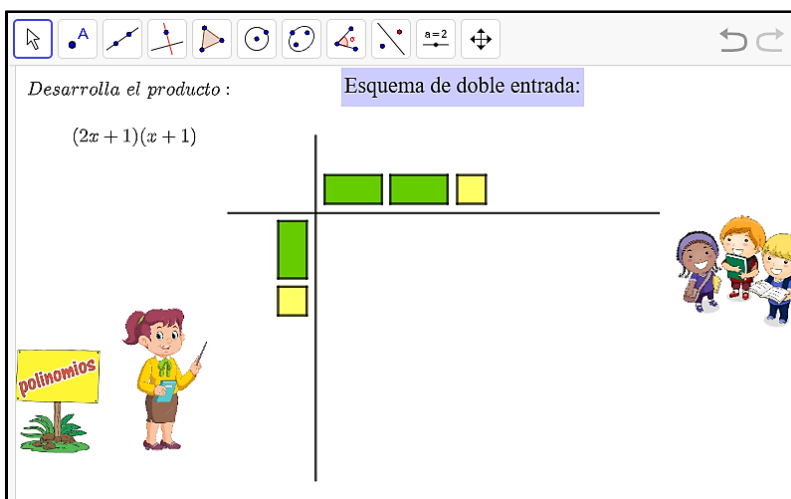 A
α
a=2
Desarrolla el producto :
Esquema de doble entrada:
(2x + 1)(x + 1)
polinomios